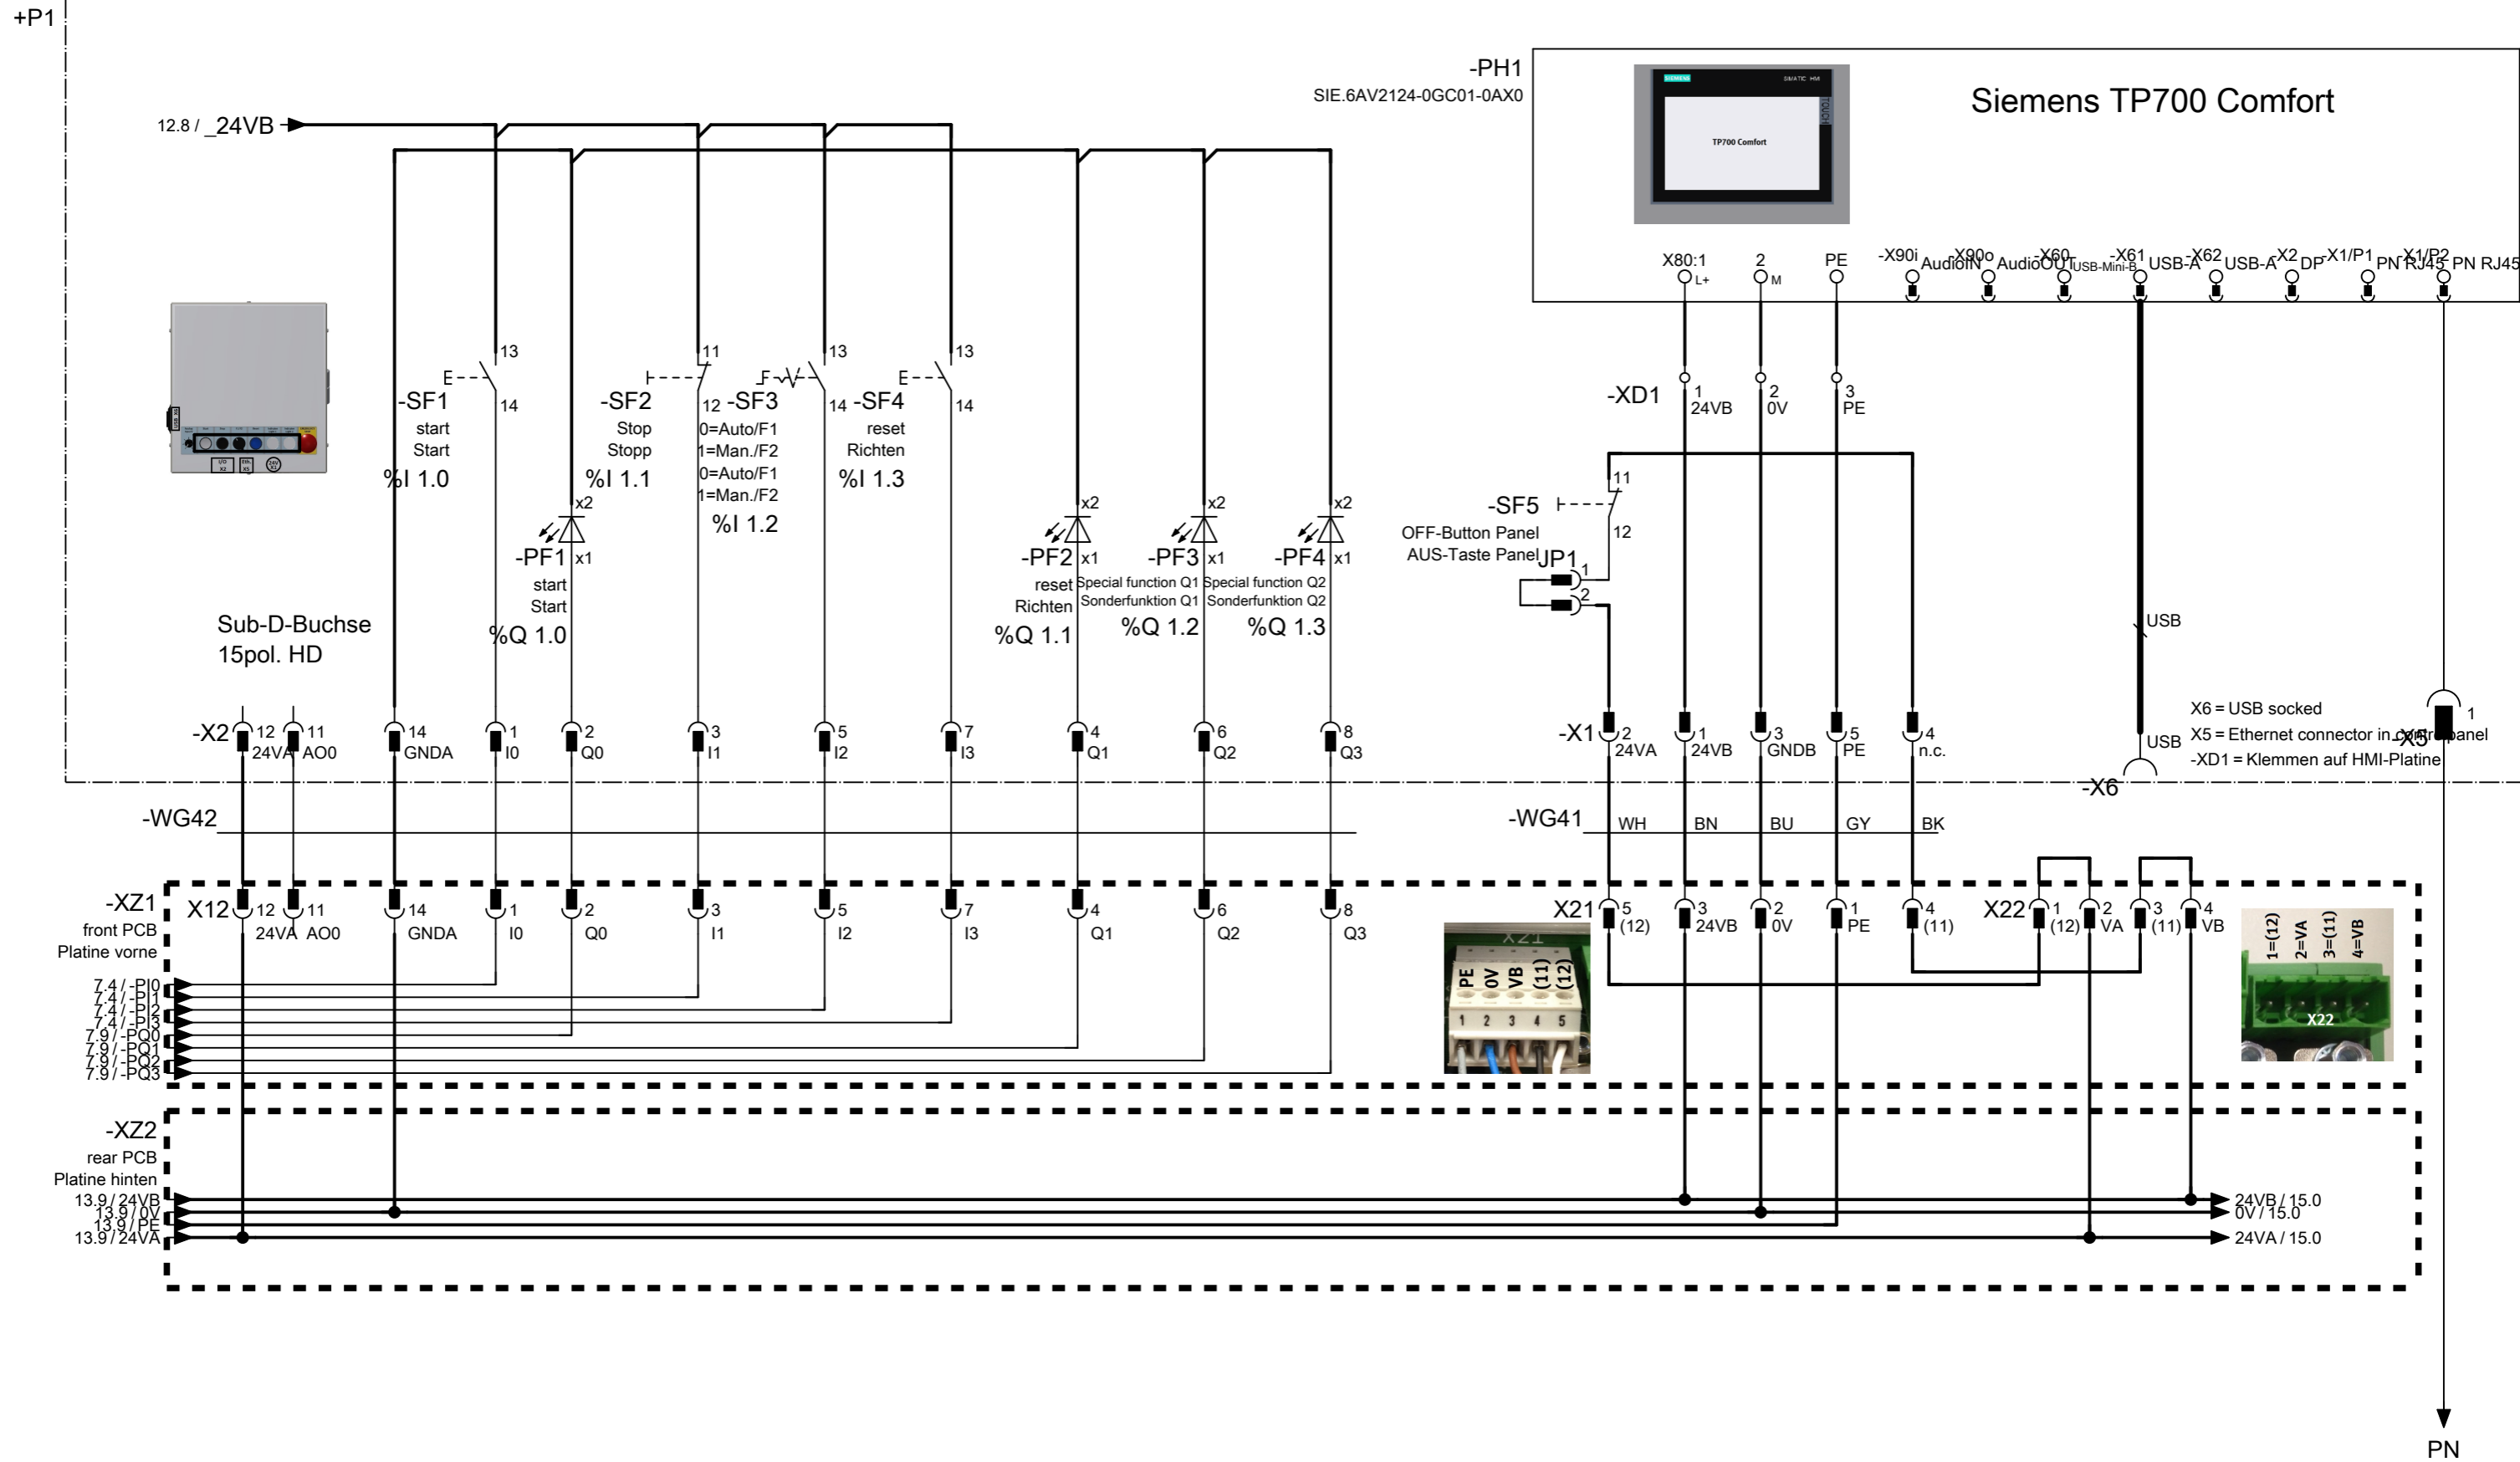 +P1
-PH1
SIE.6AV2124-0GC01-0AX0
SIEMENS
SIMATIC HMI
TOUCH
TP700 Comfort
Siemens TP700 Comfort
12.8 / _24VB
X80:1
L+
2
M
PE
-X90i
AudioIN
-X90o
AudioOUT
-X60
USB-Mini-B
-X61
USB-A
-X62
USB-A
-X2
DP
-X1/P1
PN RJ45
X1/P2
PN RJ45
13
-SF1
14
start
Start
%I 1.0
11
-SF2
12
Stop
Stopp
%I 1.1
13
-SF3
14
0=Auto/F1
1=Man./F2
0=Auto/F1
1=Man./F2
%I 1.2
13
-SF4
14
reset
Richten
%I 1.3
-XD1
1
24VB
2
0V
3
PE
x2
-PF1
x1
start
Start
%Q 1.0
x2
-PF2
x1
reset
Richten
%Q 1.1
x2
-PF3
x1
Special function Q1
Sonderfunktion Q1
%Q 1.2
x2
-PF4
x1
Special function Q2
Sonderfunktion Q2
%Q 1.3
11
-SF5
12
OFF-Button Panel
AUS-Taste Panel
JP1
1
2
USB
USB
-X6
X6 = USB socked
X5 = Ethernet connector in control panel
-XD1 = Klemmen auf HMI-Platine
1
-X5
Sub-D-Buchse
15pol. HD
-X2
12
24VA
11
AO0
14
GNDA
1
I0
2
Q0
3
I1
5
I2
7
I3
4
Q1
6
Q2
8
Q3
-X1
2
24VA
1
24VB
3
GNDB
5
PE
4
n.c.
-WG42
-WG41
WH
BN
BU
GY
BK
-XZ1
front PCB
Platine vorne
X12
12
24VA
11
AO0
14
GNDA
1
I0
2
Q0
3
I1
5
I2
7
I3
4
Q1
6
Q2
8
Q3
X21
5
(12)
3
24VB
2
0V
1
PE
4
(11)
X22
1
(12)
2
VA
3
(11)
4
VB
X21
PE
0V
VB
(11)
(12)
1 2 3 4 5
1=(12)
2=VA
3=(11)
4=VB
X22
7.4 / -PI0
7.4 / -PI1
7.4 / -PI2
7.4 / -PI3
7.9 / -PQ0
7.9 / -PQ1
7.9 / -PQ2
7.9 / -PQ3
-XZ2
rear PCB
Platine hinten
13.9 / 24VB
13.9 / 0V
13.9 / PE
13.9 / 24VA
24VB / 15.0
0V / 15.0
24VA / 15.0
PN